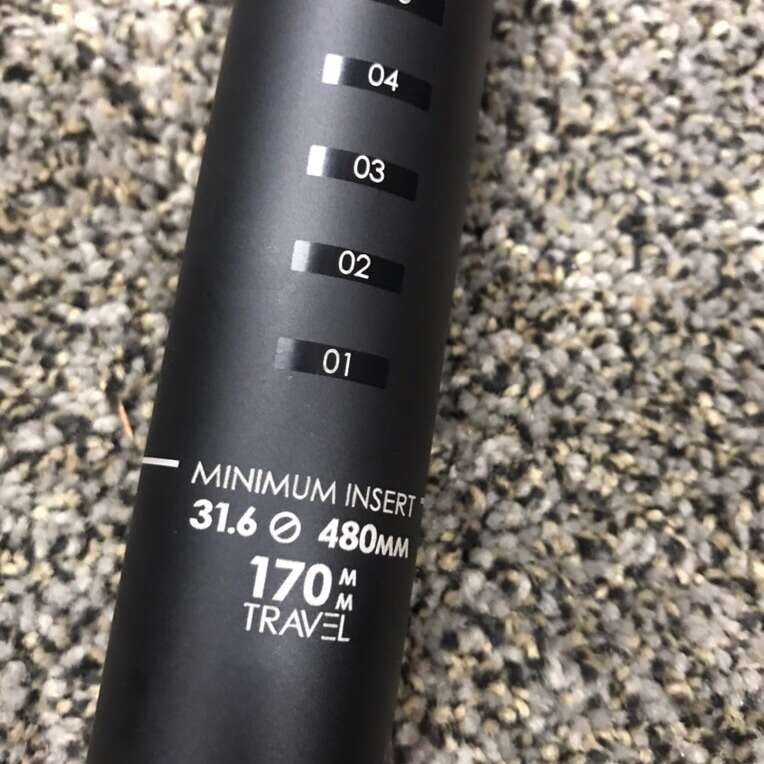 04
03
02
01
MINIMUM INSERT
31.6 ⌀ 480MM
170 MM
TRAVEL